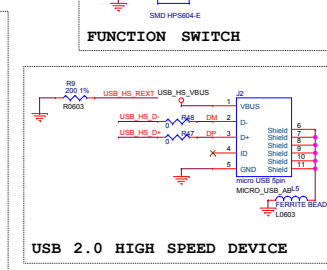 SMD HPS604-E
FUNCTION SWITCH
R9
200 1%
R0603
USB_HS_REXT
USB_HS_VBUS
J2
1
VBUS
USB_HS_D-
R48
0
DM
2
D-
USB_HS_D+
R47
0
DP
3
D+
4
ID
5
GND
Shield
6
Shield
7
Shield
8
Shield
9
Shield
10
Shield
11
micro USB 5pin
MICRO_USB_AB
L5
FERRITE BEAD
L0603
USB 2.0 HIGH SPEED DEVICE